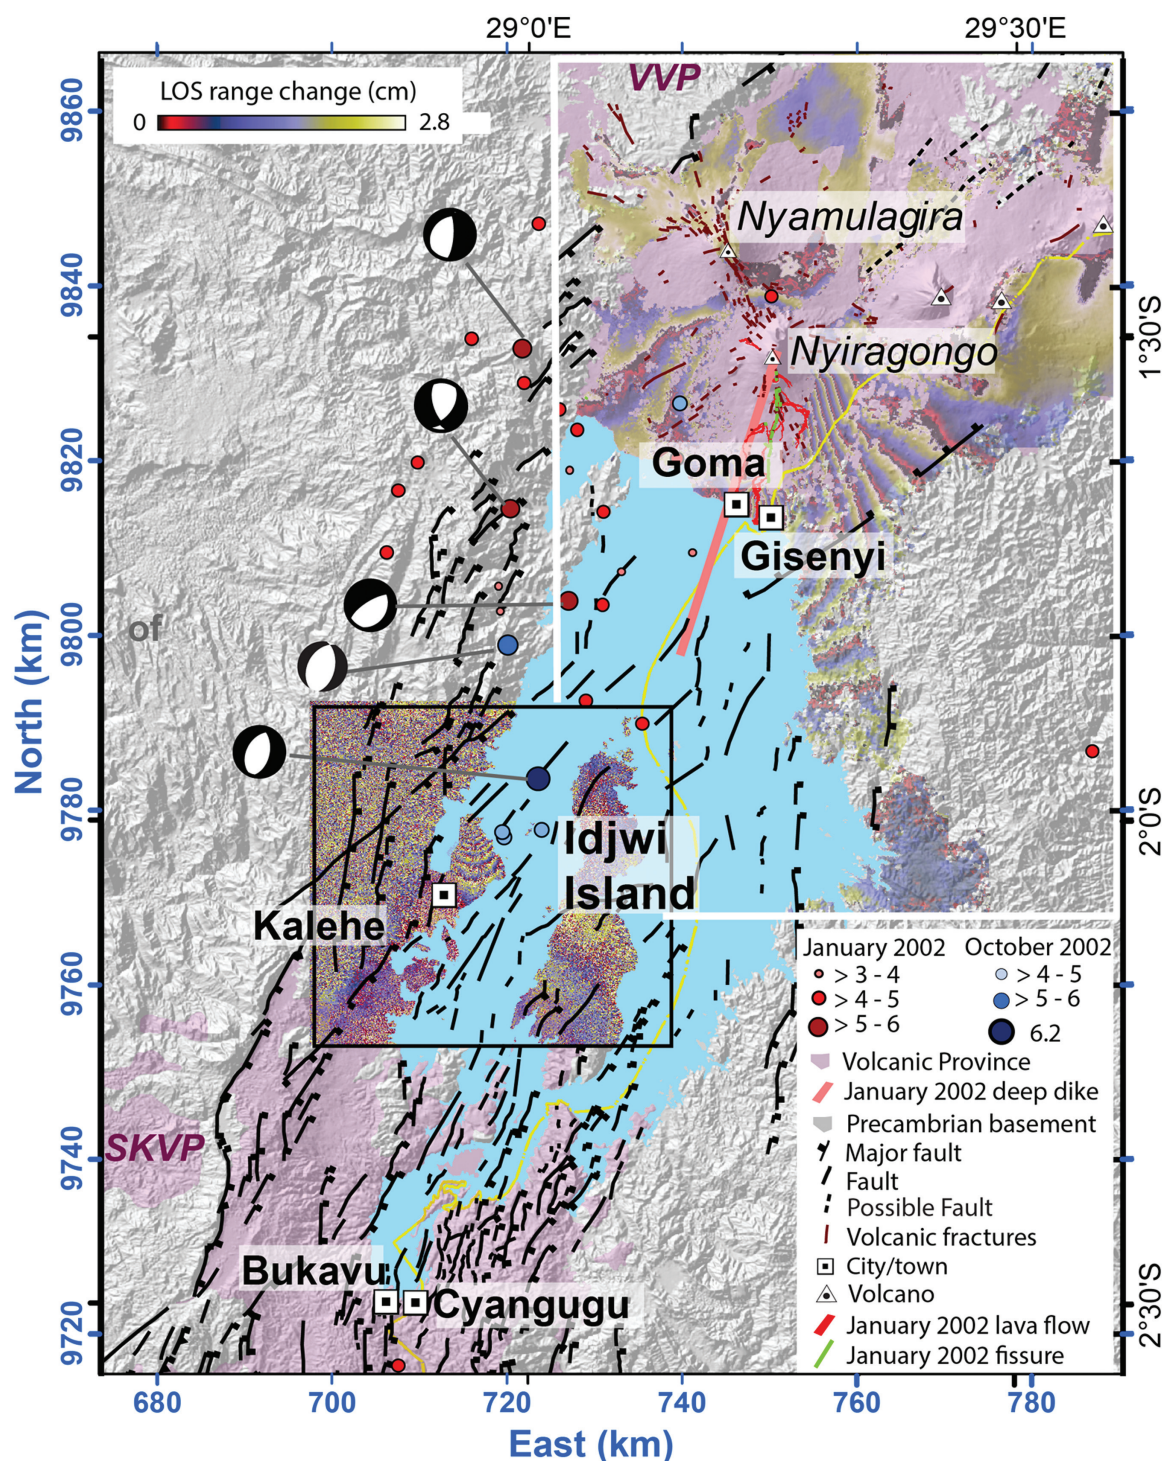 29°0'E
29°30'E
VVP
LOS range change (cm)
0
2.8
9860
Nyamulagira
9840
1°30'S
Nyiragongo
9820
Goma
Gisenyi
of
9800
North (km)
9780
2°0'S
Idjwi
Island
Kalehe
January 2002
October 2002
> 3 - 4
> 4 - 5
> 4 - 5
> 5 - 6
> 5 - 6
6.2
9760
Volcanic Province
January 2002 deep dike
Precambrian basement
Major fault
Fault
Possible Fault
Volcanic fractures
City/town
Volcano
January 2002 lava flow
January 2002 fissure
SKVP
9740
Bukavu
Cyangugu
9720
2°30'S
680
700
720
740
760
780
East (km)